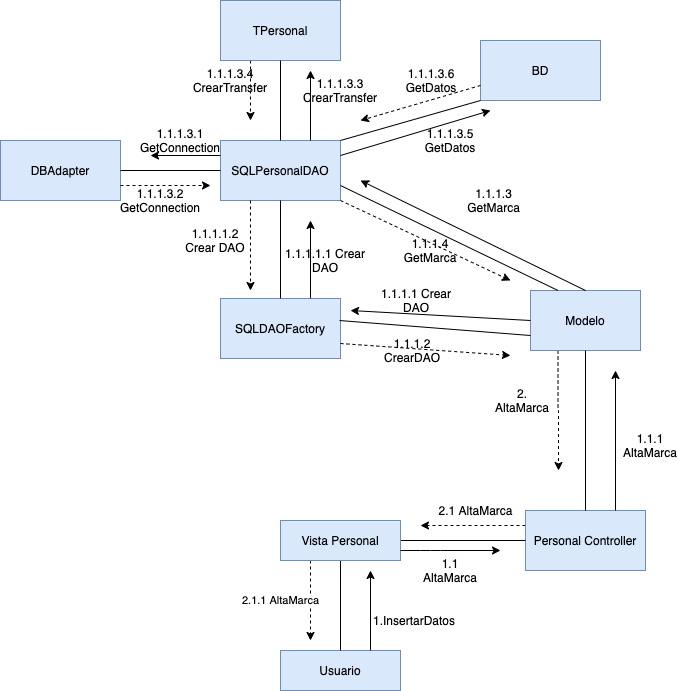 TPersonal
BD
1.1.1.3.4
CrearTransfer
1.1.1.3.3
CrearTransfer
1.1.1.3.6
GetDatos
1.1.1.3.1
GetConnection
1.1.1.3.5
GetDatos
DBAdapter
SQLPersonalDAO
1.1.1.3.2
GetConnection
1.1.1.3
GetMarca
1.1.1.1.2
Crear DAO
1.1.1.1.1 Crear
DAO
1.1.1.4
GetMarca
1.1.1.1 Crear
DAO
SQLDAOFactory
Modelo
1.1.1.2
CrearDAO
2.
AltaMarca
1.1.1
AltaMarca
2.1 AltaMarca
Vista Personal
Personal Controller
1.1
AltaMarca
2.1.1 AltaMarca
1.InsertarDatos
Usuario